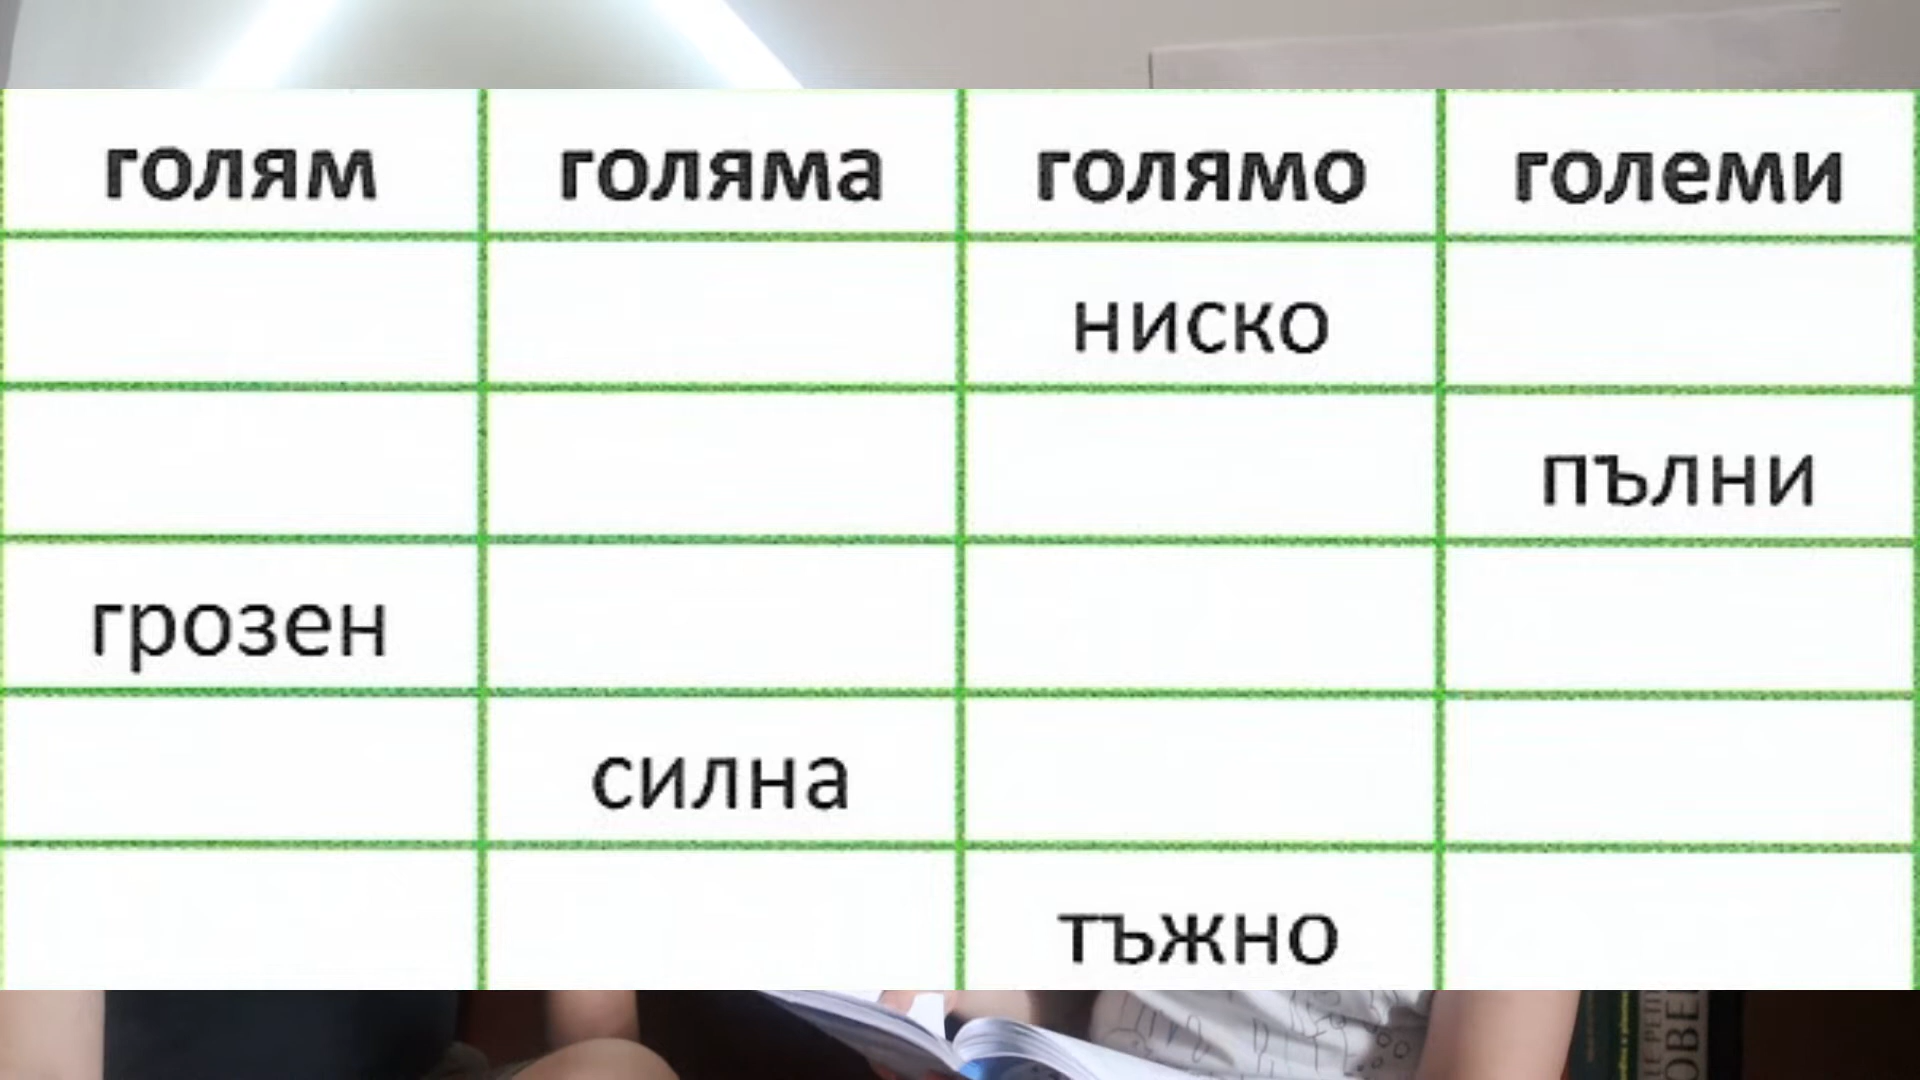 голям голяма голямо големи
ниско
пълни
грозен
силна
тъжно